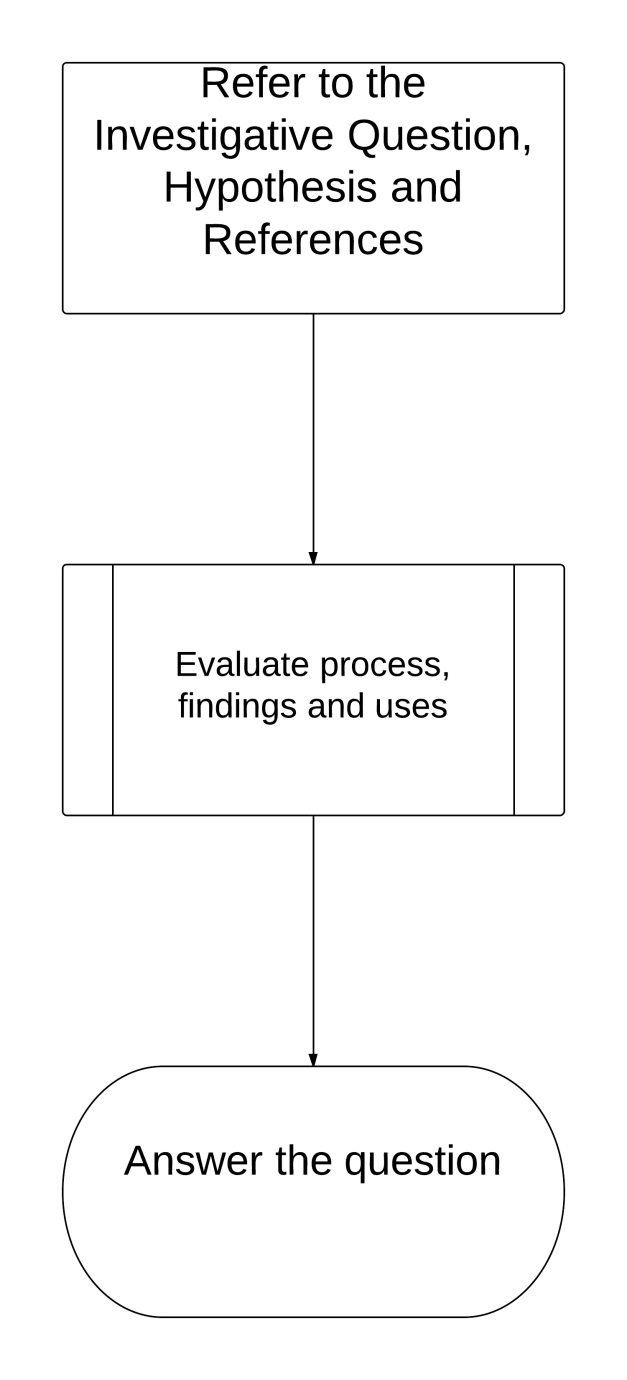 Refer to the
Investigative Question,
Hypothesis and
References
Evaluate process,
findings and uses
Answer the question